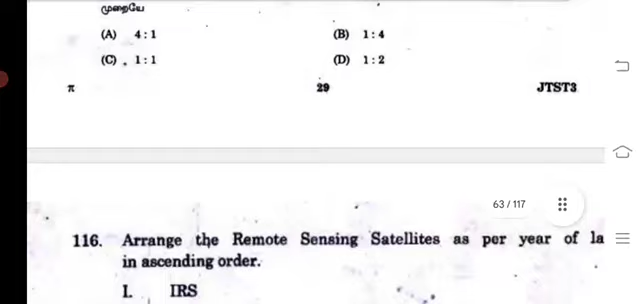 முறையே
(A) 4 : 1 (B) 1 : 4
(C) 1 : 1 (D) 1 : 2
π 29 JTST3
63 / 117
116. Arrange the Remote Sensing Satellites as per year of la
in ascending order.
I. IRS